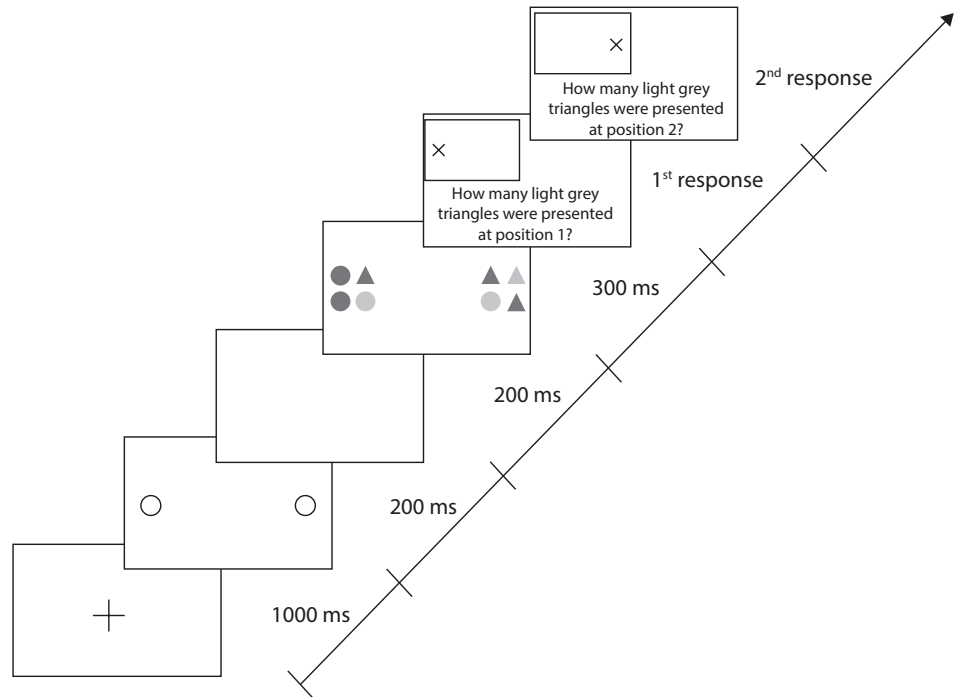 2nd response
How many light grey
triangles were presented
at position 2?
1st response
How many light grey
triangles were presented
at position 1?
300 ms
200 ms
200 ms
1000 ms